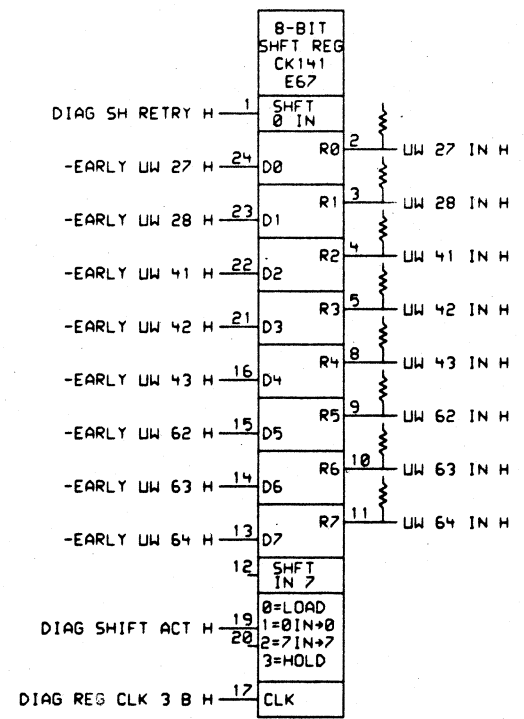 8-BIT
SHFT REG
CK141
E67
DIAG SH RETRY H 1 SHFT
0 IN
R0 2 UW 27 IN H
-EARLY UW 27 H 24 D0
R1 3 UW 28 IN H
-EARLY UW 28 H 23 D1
R2 4 UW 41 IN H
-EARLY UW 41 H 22 D2
R3 5 UW 42 IN H
-EARLY UW 42 H 21 D3
R4 8 UW 43 IN H
-EARLY UW 43 H 16 D4
R5 9 UW 62 IN H
-EARLY UW 62 H 15 D5
R6 10 UW 63 IN H
-EARLY UW 63 H 14 D6
R7 11 UW 64 IN H
-EARLY UW 64 H 13 D7
12 SHFT
IN 7
0=LOAD
DIAG SHIFT ACT H 19 1=0IN→0
20 2=7IN→7
3=HOLD
DIAG REG CLK 3 B H 17 CLK